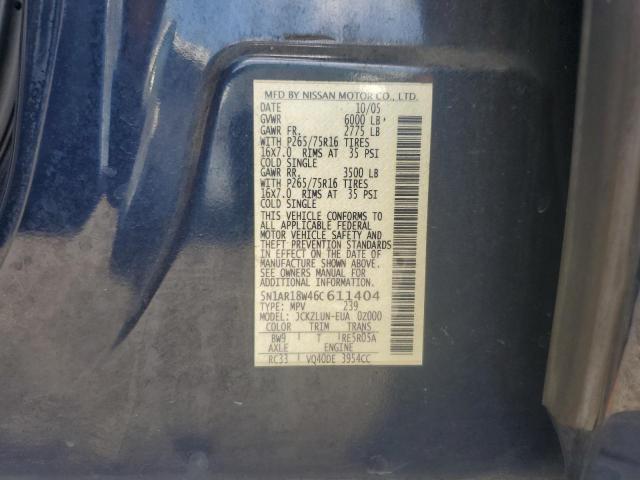 MFD BY NISSAN MOTOR CO., LTD.
DATE 10/05
GVWR 6000 LB
GAWR FR. 2775 LB
WITH P265/75R16 TIRES
16X7.0 RIMS AT 35 PSI
COLD SINGLE
GAWR RR. 3500 LB
WITH P265/75R16 TIRES
16X7.0 RIMS AT 35 PSI
COLD SINGLE
THIS VEHICLE CONFORMS TO
ALL APPLICABLE FEDERAL
MOTOR VEHICLE SAFETY AND
THEFT PREVENTION STANDARDS
IN EFFECT ON THE DATE OF
MANUFACTURE SHOWN ABOVE.
SEE OWNERS MANUAL FOR
ADDITIONAL INFORMATION
5N1AR18W46C611404
TYPE: MPV 239
MODEL: JCKZLUN-EUA 0Z000
COLOR TRIM TRANS
BW9 T RE5R05A
AXLE ENGINE
RC33 VQ40DE 3954CC